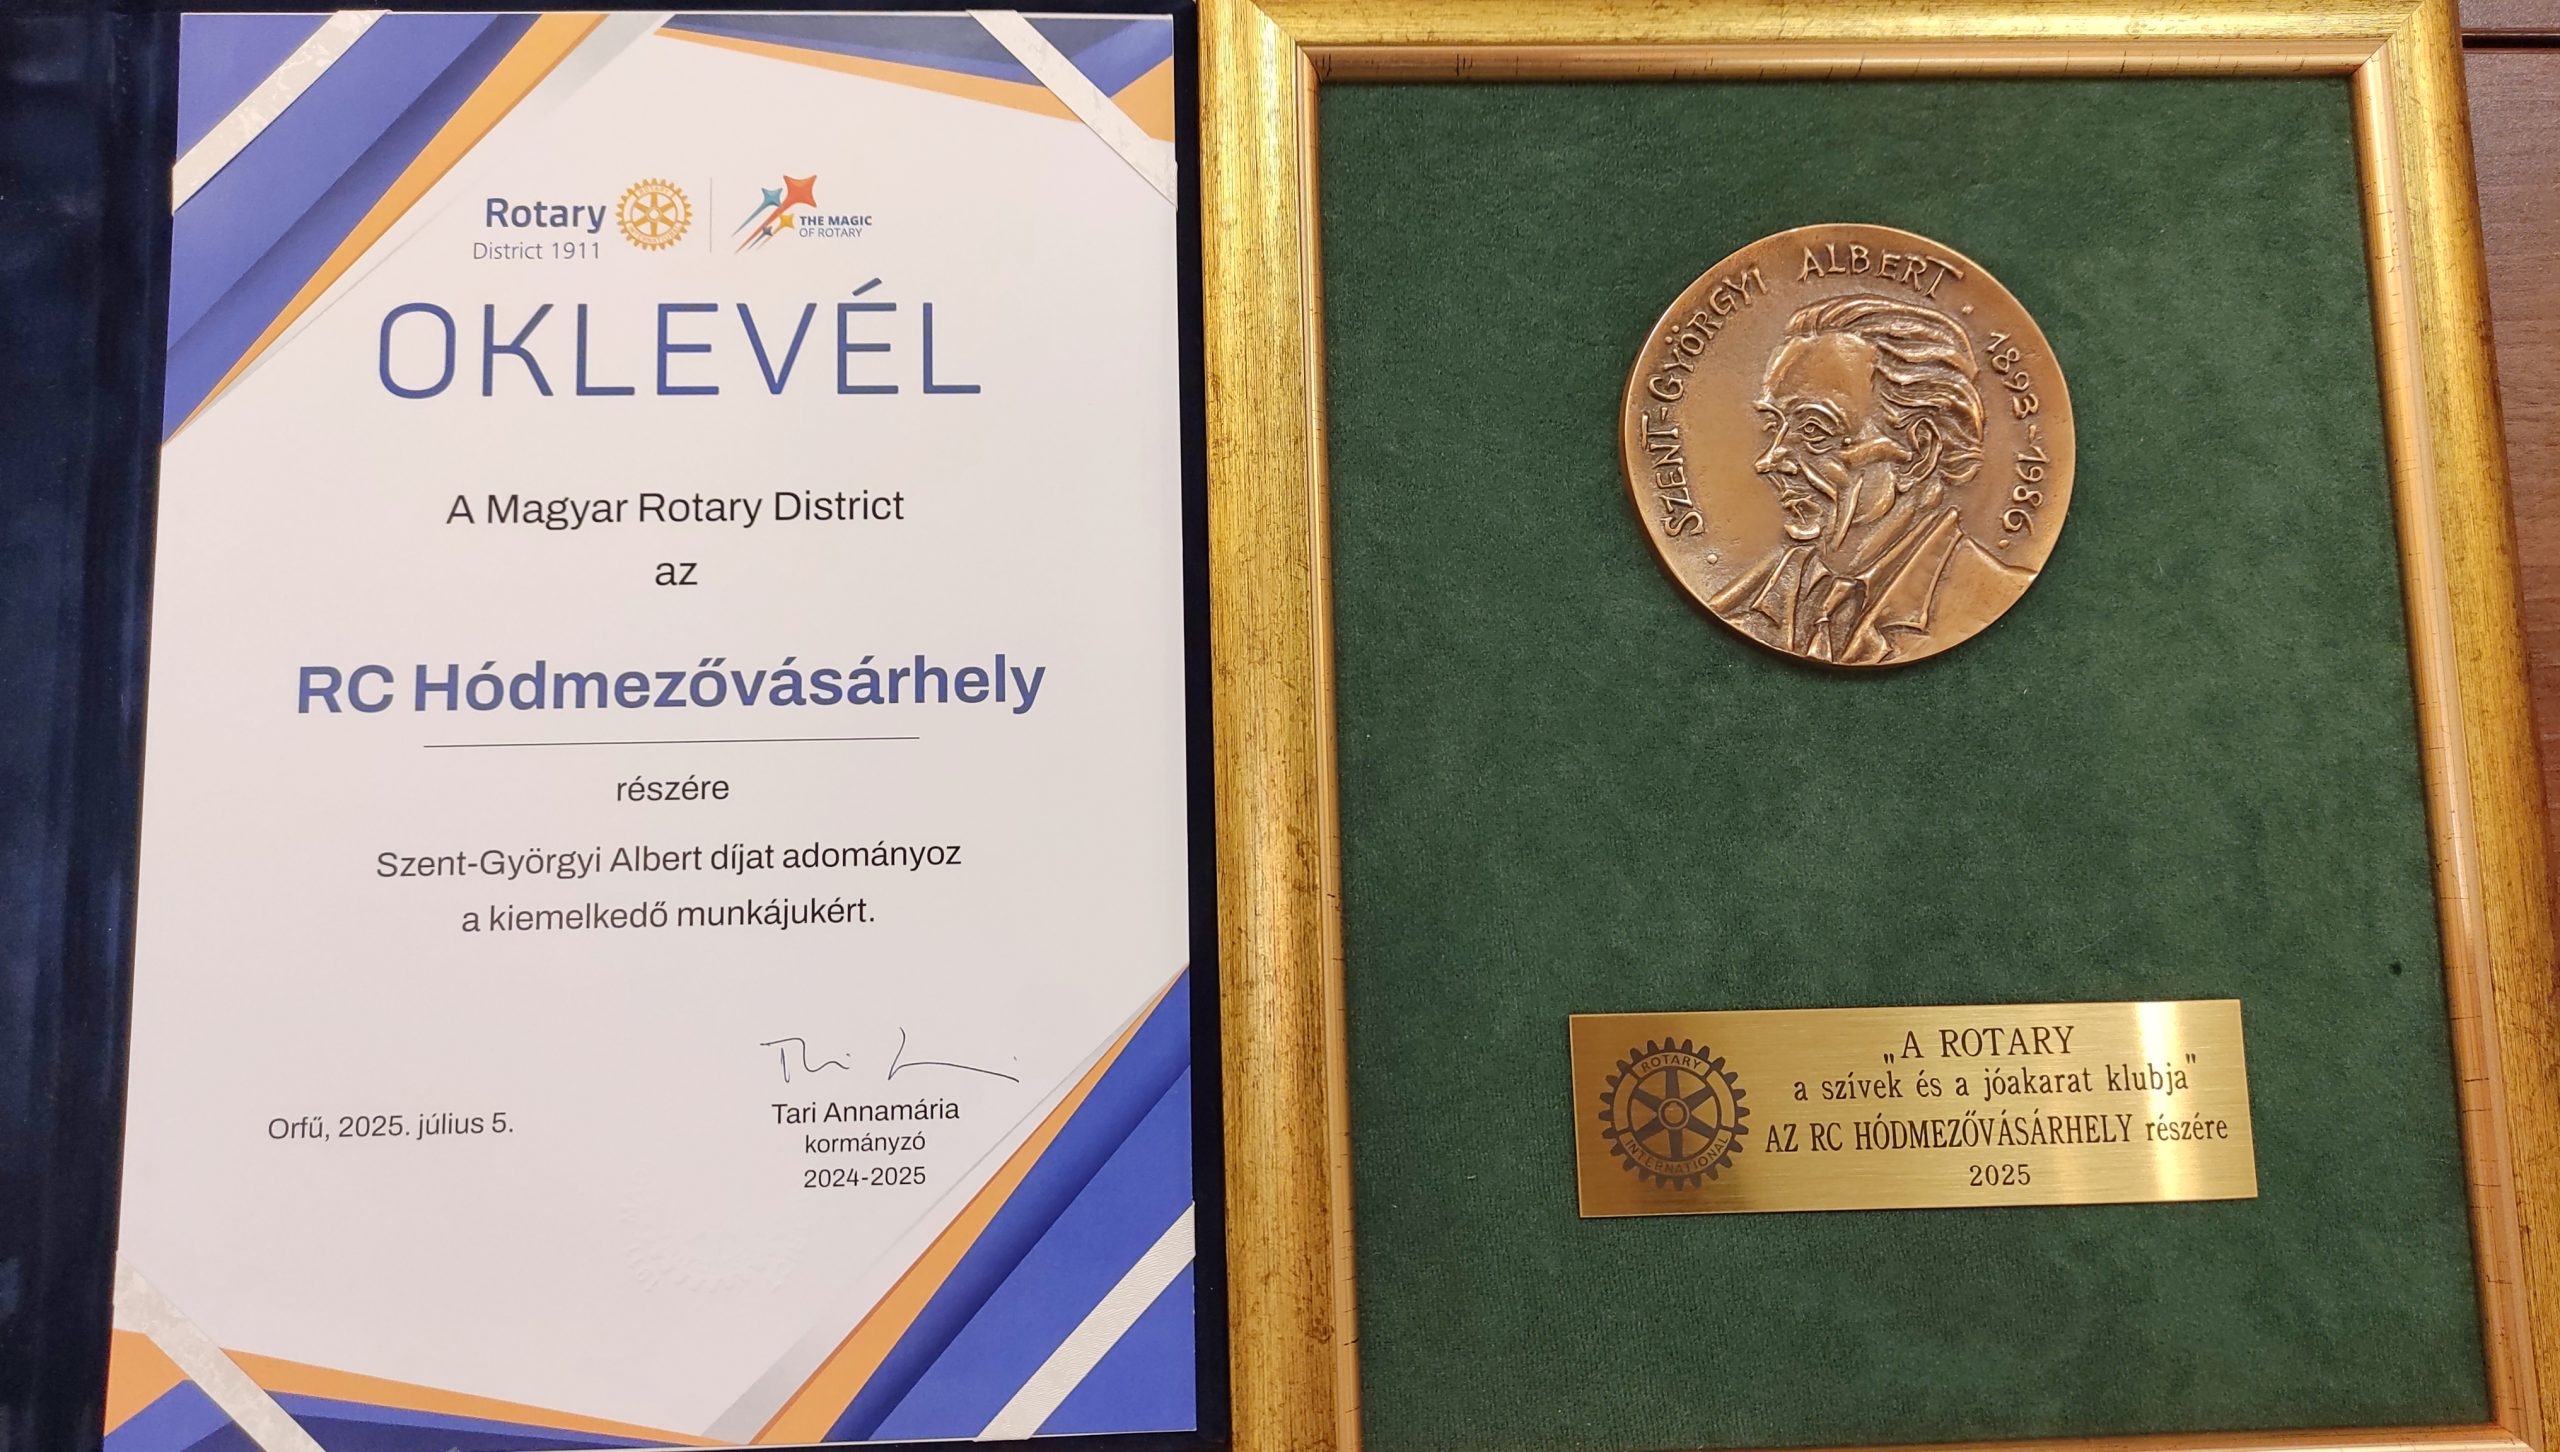 Rotary
District 1911
ROTARY
INTERNATIONAL
THE MAGIC
OF ROTARY
OKLEVÉL
A Magyar Rotary District
az
RC Hódmezővásárhely
részére
Szent-Györgyi Albert díjat adományoz
a kiemelkedő munkájukért.
Orfű, 2025. július 5.
Tari Annamária
kormányzó
2024-2025
SZENT-GYÖRGYI ALBERT. 1893-1986.
ROTARY
INTERNATIONAL
„A ROTARY
a szívek és a jóakarat klubja"
AZ RC HÓDMEZŐVÁSÁRHELY részére
2025